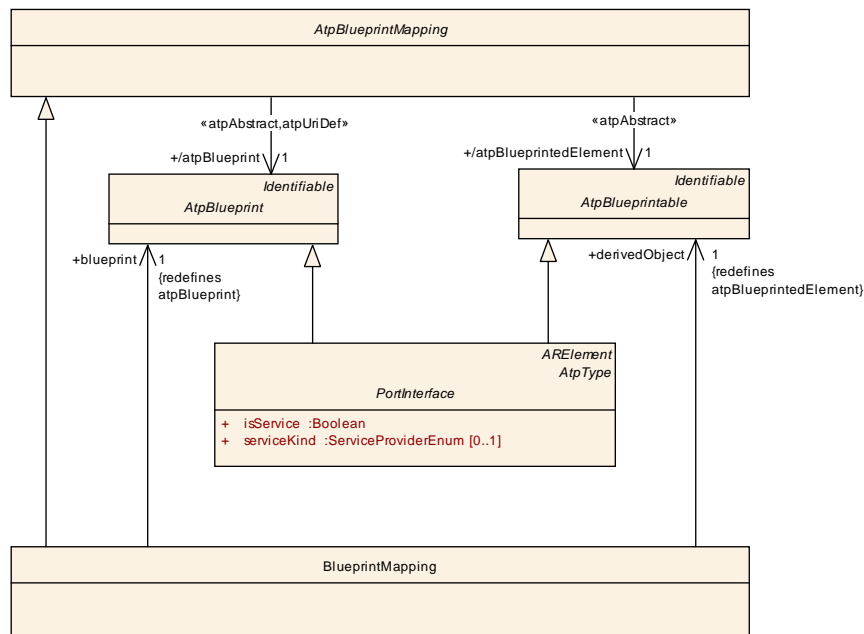 AtpBlueprintMapping
«atpAbstract,atpUriDef»
«atpAbstract»
+/atpBlueprint 1
+/atpBlueprintedElement 1
Identifiable
AtpBlueprint
Identifiable
AtpBlueprintable
+blueprint 1
{redefines
atpBlueprint}
+derivedObject 1
{redefines
atpBlueprintedElement}
ARElement
AtpType
PortInterface
+ isService :Boolean
+ serviceKind :ServiceProviderEnum [0..1]
BlueprintMapping